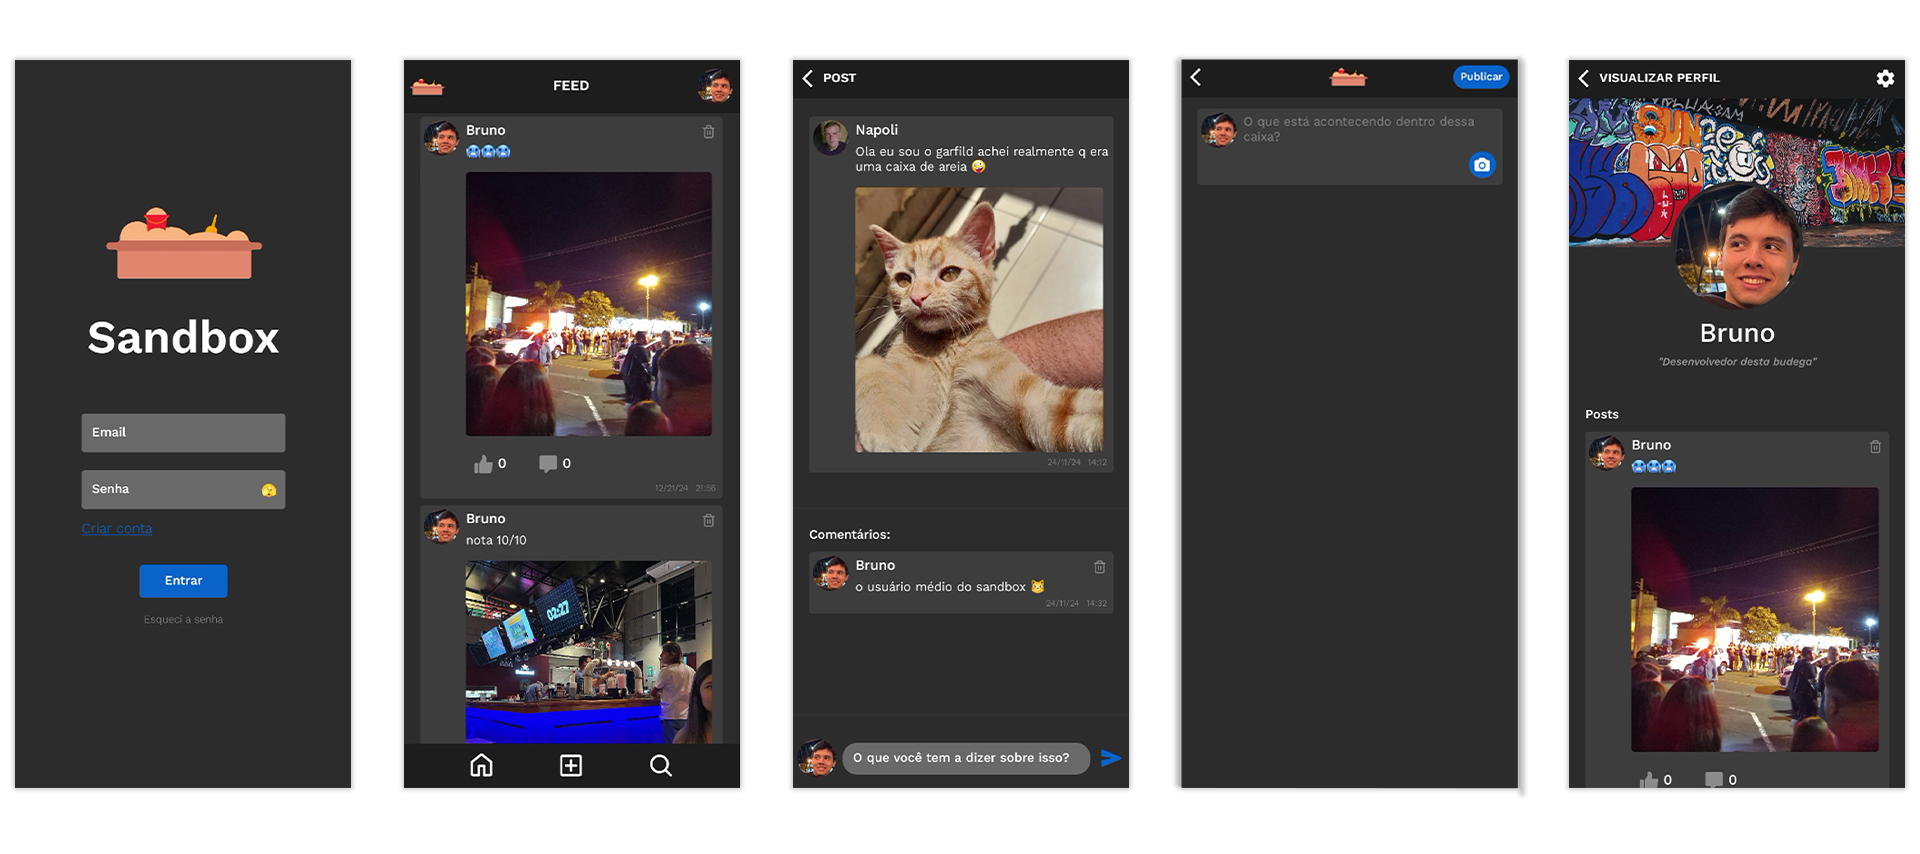 Sandbox
Email
Senha
Criar conta
Entrar
Esqueci a senha
FEED
Bruno
0
0
12/21/24 21:56
Bruno
nota 10/10
02:27
POST
Napoli
Ola eu sou o garfild achei realmente q era
uma caixa de areia
24/11/24 14:12
Comentários:
Bruno
o usuário médio do sandbox
24/11/24 14:32
O que você tem a dizer sobre isso?
Publicar
O que está acontecendo dentro dessa
caixa?
VISUALIZAR PERFIL
Bruno
"Desenvolvedor desta budega"
Posts
Bruno
0
0